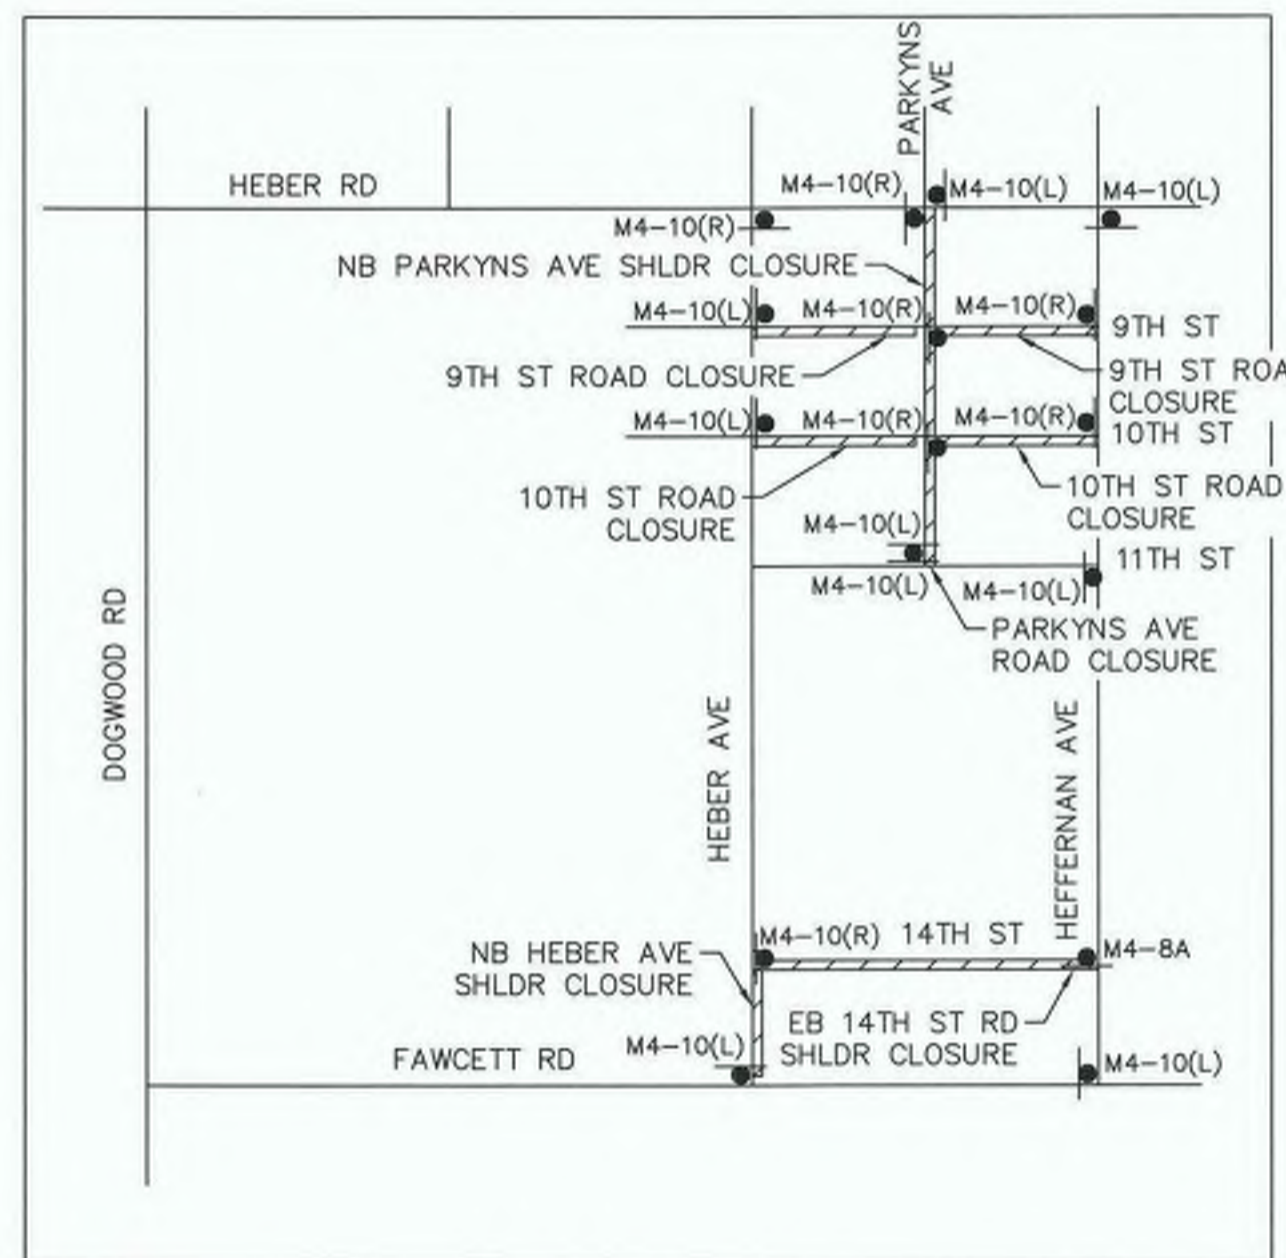 PARKYNS
AVE
HEBER RD
M4-10(R)
M4-10(L)
M4-10(L)
M4-10(R)
NB PARKYNS AVE SHLDR CLOSURE
M4-10(L)
M4-10(R)
M4-10(R)
9TH ST
9TH ST ROAD CLOSURE
9TH ST ROA
CLOSURE
M4-10(L)
M4-10(R)
M4-10(R)
10TH ST
10TH ST ROAD
CLOSURE
10TH ST ROAD
CLOSURE
M4-10(L)
11TH ST
M4-10(L)
M4-10(L)
PARKYNS AVE
ROAD CLOSURE
DOGWOOD RD
HEBER AVE
HEFFERNAN AVE
M4-10(R)
14TH ST
M4-8A
NB HEBER AVE
SHLDR CLOSURE
EB 14TH ST RD
SHLDR CLOSURE
M4-10(L)
FAWCETT RD
M4-10(L)